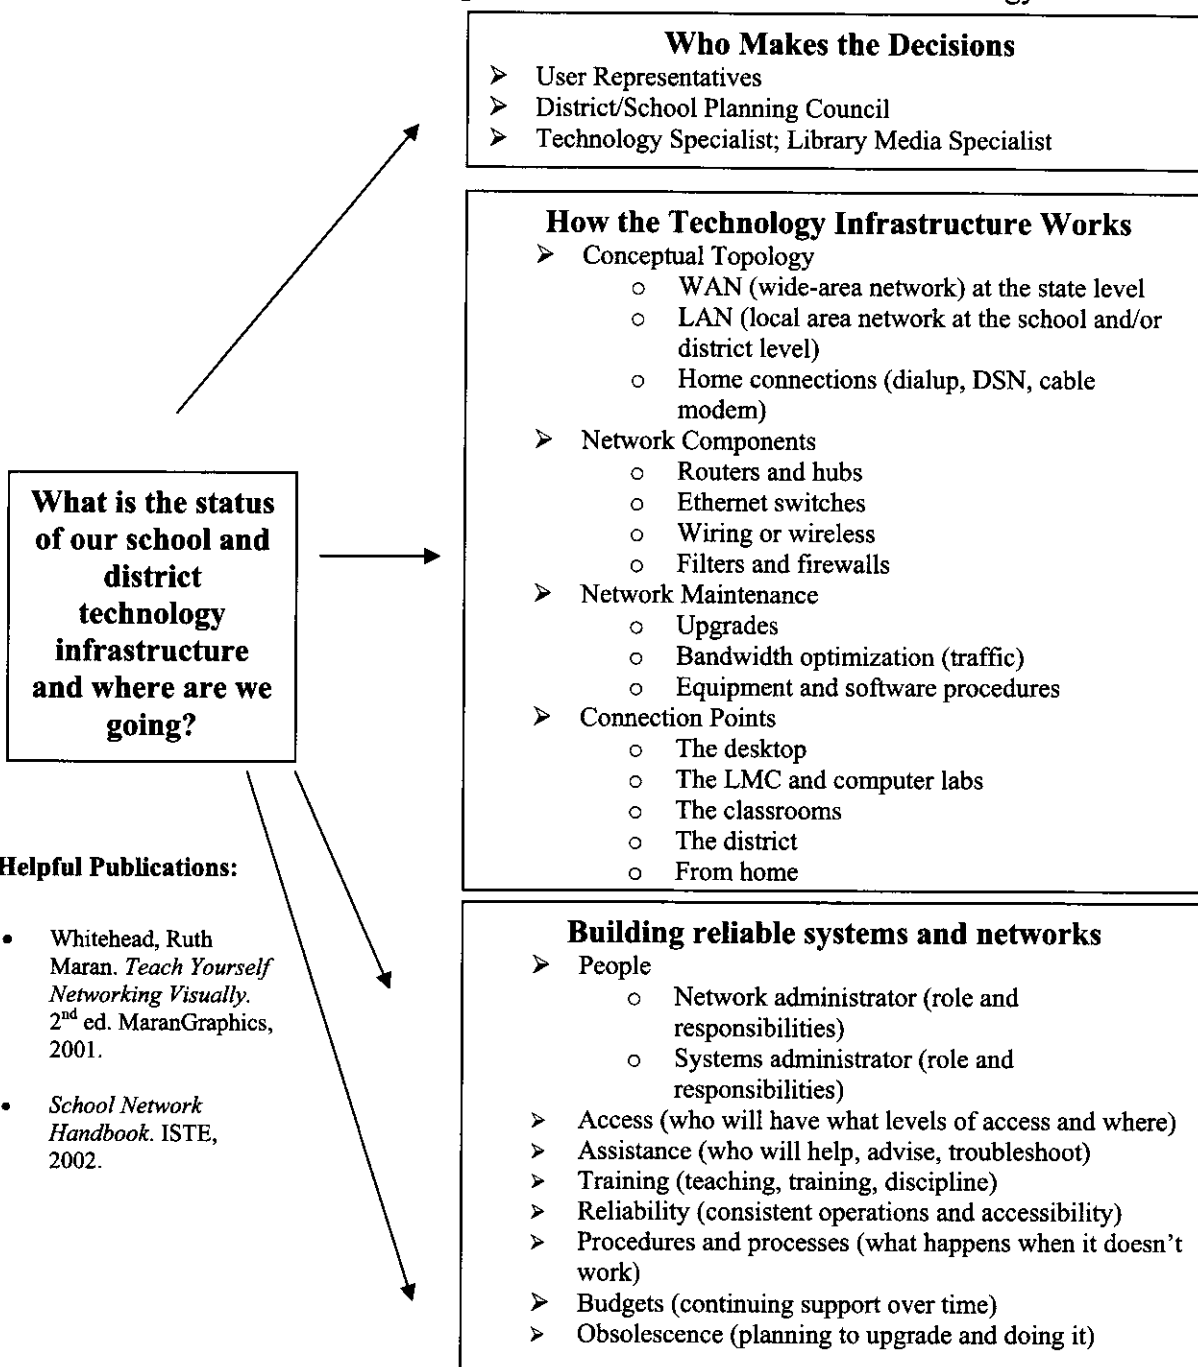 Who Makes the Decisions
➢ User Representatives
➢ District/School Planning Council
➢ Technology Specialist; Library Media Specialist
How the Technology Infrastructure Works
➢ Conceptual Topology
o WAN (wide-area network) at the state level
o LAN (local area network at the school and/or
district level)
o Home connections (dialup, DSN, cable
modem)
➢ Network Components
o Routers and hubs
o Ethernet switches
o Wiring or wireless
o Filters and firewalls
➢ Network Maintenance
o Upgrades
o Bandwidth optimization (traffic)
o Equipment and software procedures
➢ Connection Points
o The desktop
o The LMC and computer labs
o The classrooms
o The district
o From home
What is the status
of our school and
district
technology
infrastructure
and where are we
going?
Helpful Publications:
• Whitehead, Ruth
Maran. Teach Yourself
Networking Visually.
2nd ed. MaranGraphics,
2001.
• School Network
Handbook. ISTE,
2002.
Building reliable systems and networks
➢ People
o Network administrator (role and
responsibilities)
o Systems administrator (role and
responsibilities)
➢ Access (who will have what levels of access and where)
➢ Assistance (who will help, advise, troubleshoot)
➢ Training (teaching, training, discipline)
➢ Reliability (consistent operations and accessibility)
➢ Procedures and processes (what happens when it doesn't
work)
➢ Budgets (continuing support over time)
➢ Obsolescence (planning to upgrade and doing it)